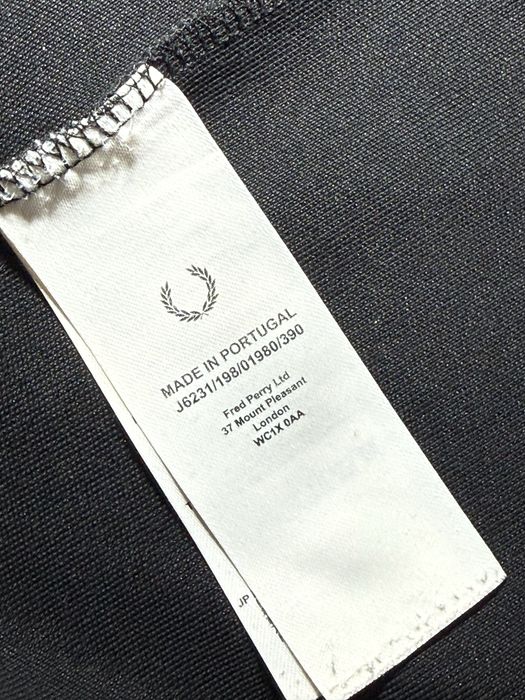 MADE IN PORTUGAL
J6231/198/01980/390
Fred Perry Ltd
37 Mount Pleasant
London
WC1X 0AA
JP